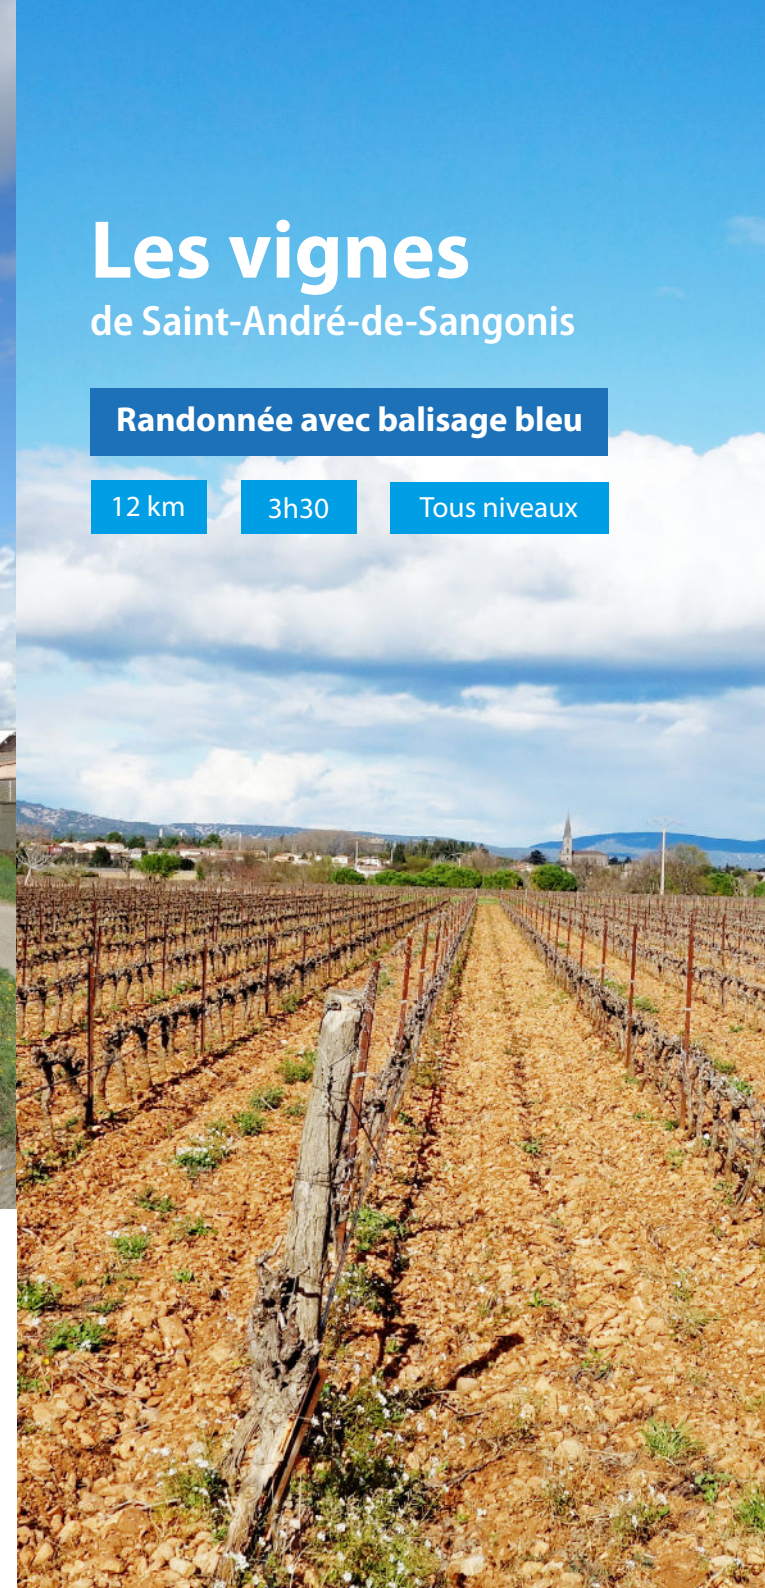 Les vignes
de Saint-André-de-Sangonis
Randonnée avec balisage bleu
12 km
3h30
Tous niveaux